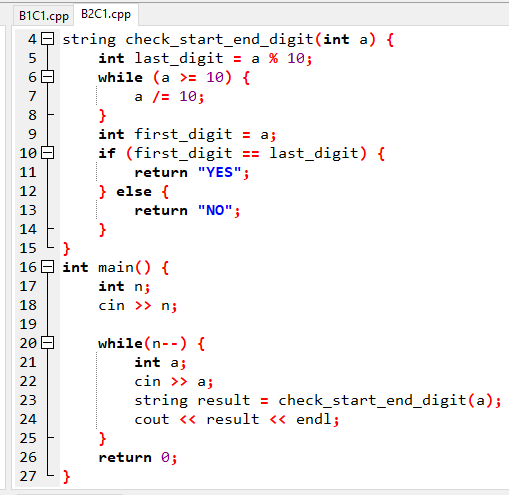 B1C1.cpp B2C1.cpp
4 string check_start_end_digit(int a) {
5     int last_digit = a % 10;
6     while (a >= 10) {
7         a /= 10;
8     }
9     int first_digit = a;
10     if (first_digit == last_digit) {
11         return "YES";
12     } else {
13         return "NO";
14     }
15 }
16 int main() {
17     int n;
18     cin >> n;
19
20     while(n--) {
21         int a;
22         cin >> a;
23         string result = check_start_end_digit(a);
24         cout << result << endl;
25     }
26     return 0;
27 }